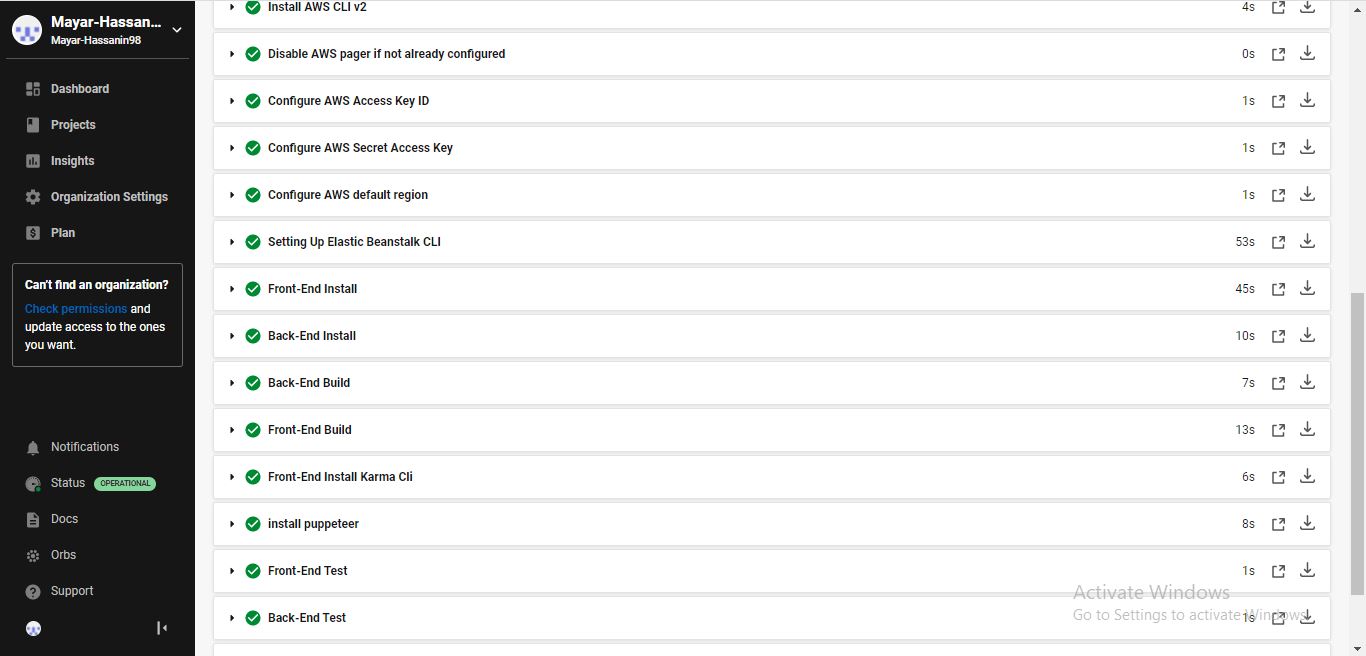 Mayar-Hassan...
Mayar-Hassanin98
Dashboard
Projects
Insights
Organization Settings
Plan
Can't find an organization?
Check permissions and
update access to the ones
you want.
Notifications
Status OPERATIONAL
Docs
Orbs
Support
Install AWS CLI v2 4s
Disable AWS pager if not already configured 0s
Configure AWS Access Key ID 1s
Configure AWS Secret Access Key 1s
Configure AWS default region 1s
Setting Up Elastic Beanstalk CLI 53s
Front-End Install 45s
Back-End Install 10s
Back-End Build 7s
Front-End Build 13s
Front-End Install Karma Cli 6s
install puppeteer 8s
Front-End Test 1s
Back-End Test 1s
Activate Windows
Go to Settings to activate Windows.